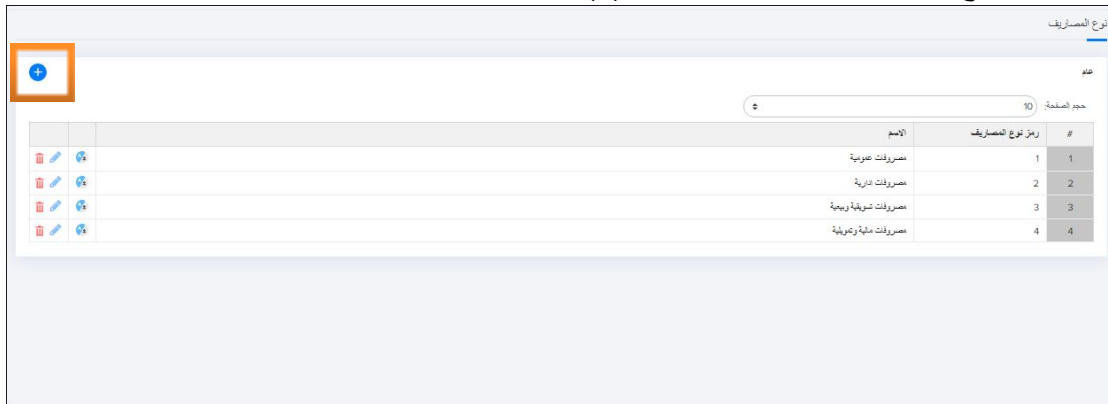 نوع المصاريف
عام
حجم الصفحة: 10
# رمز نوع المصاريف الاسم
1 1 مصروفات عمومية
2 2 مصروفات ادارية
3 3 مصروفات تسويقية وبيعية
4 4 مصروفات مالية وتمويلية